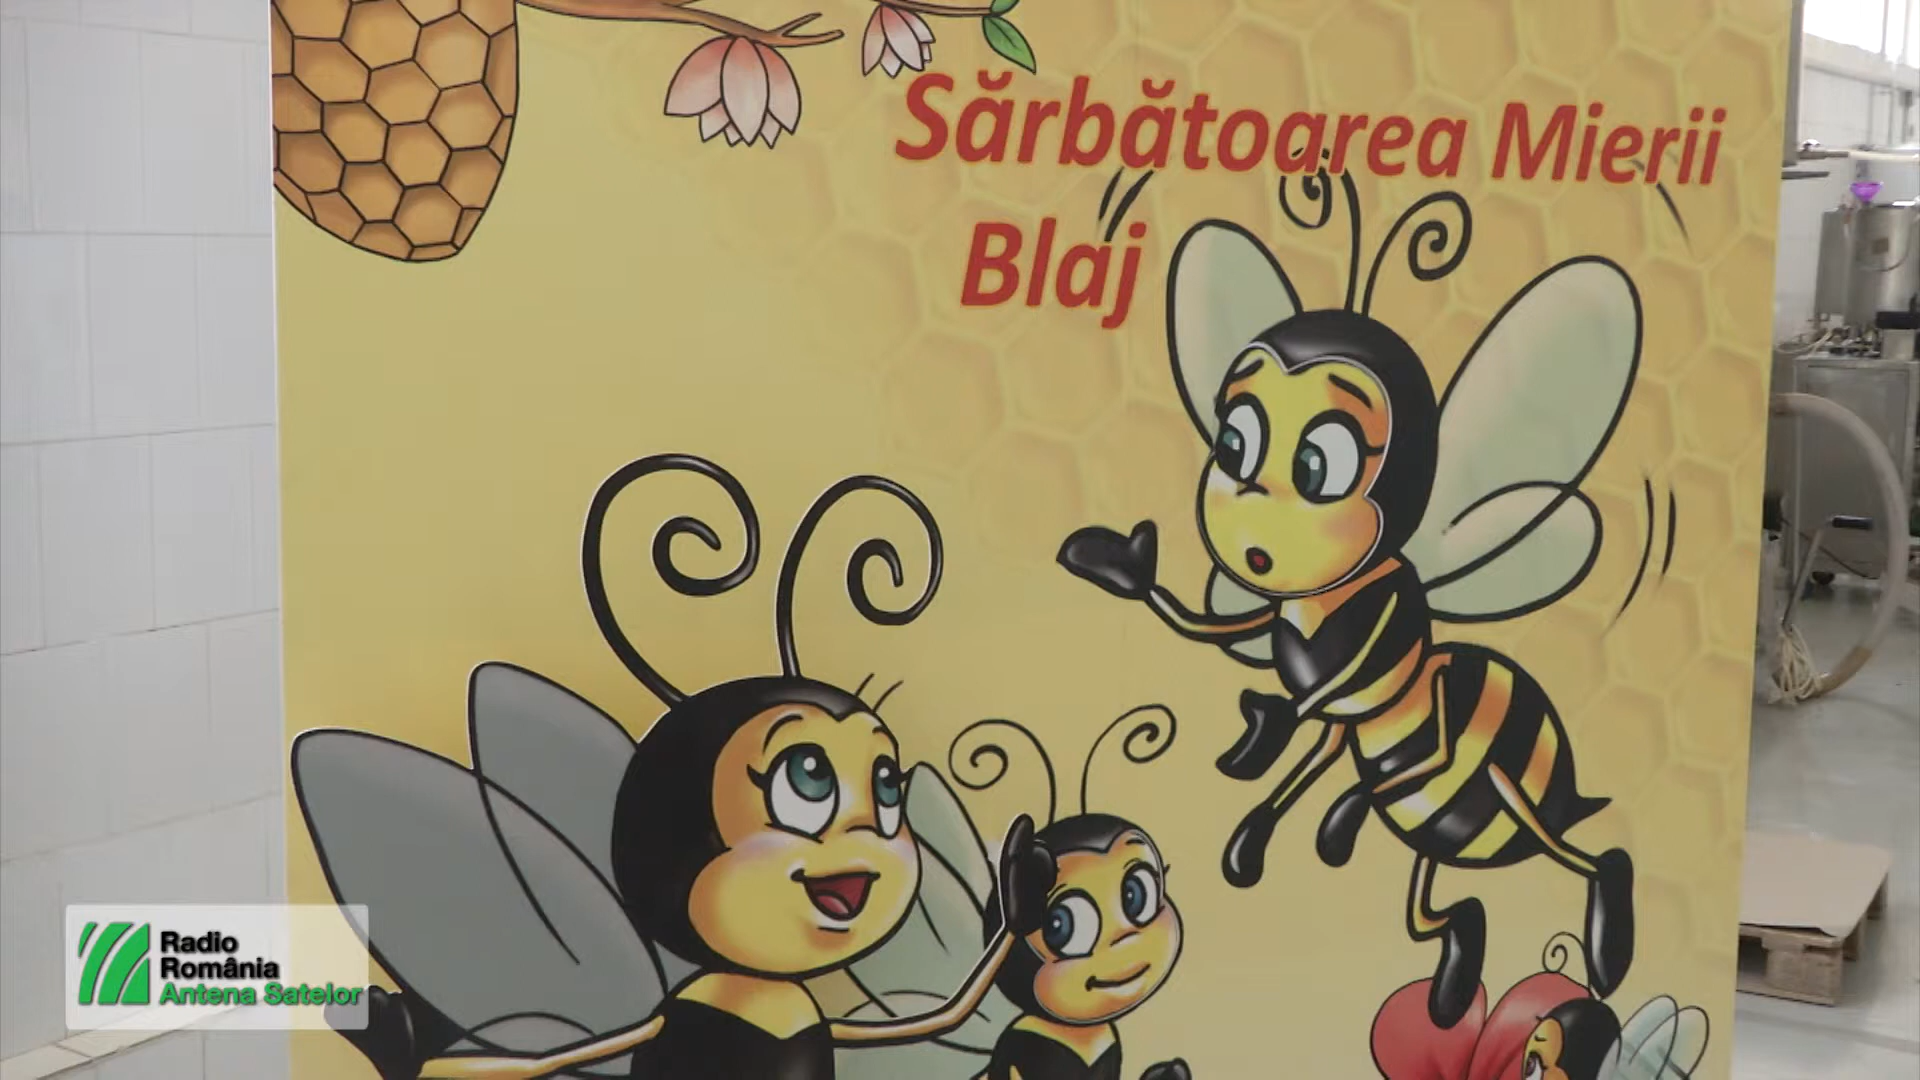 Sărbătoarea Mierii
Blaj
Radio
România
Antena Satelor